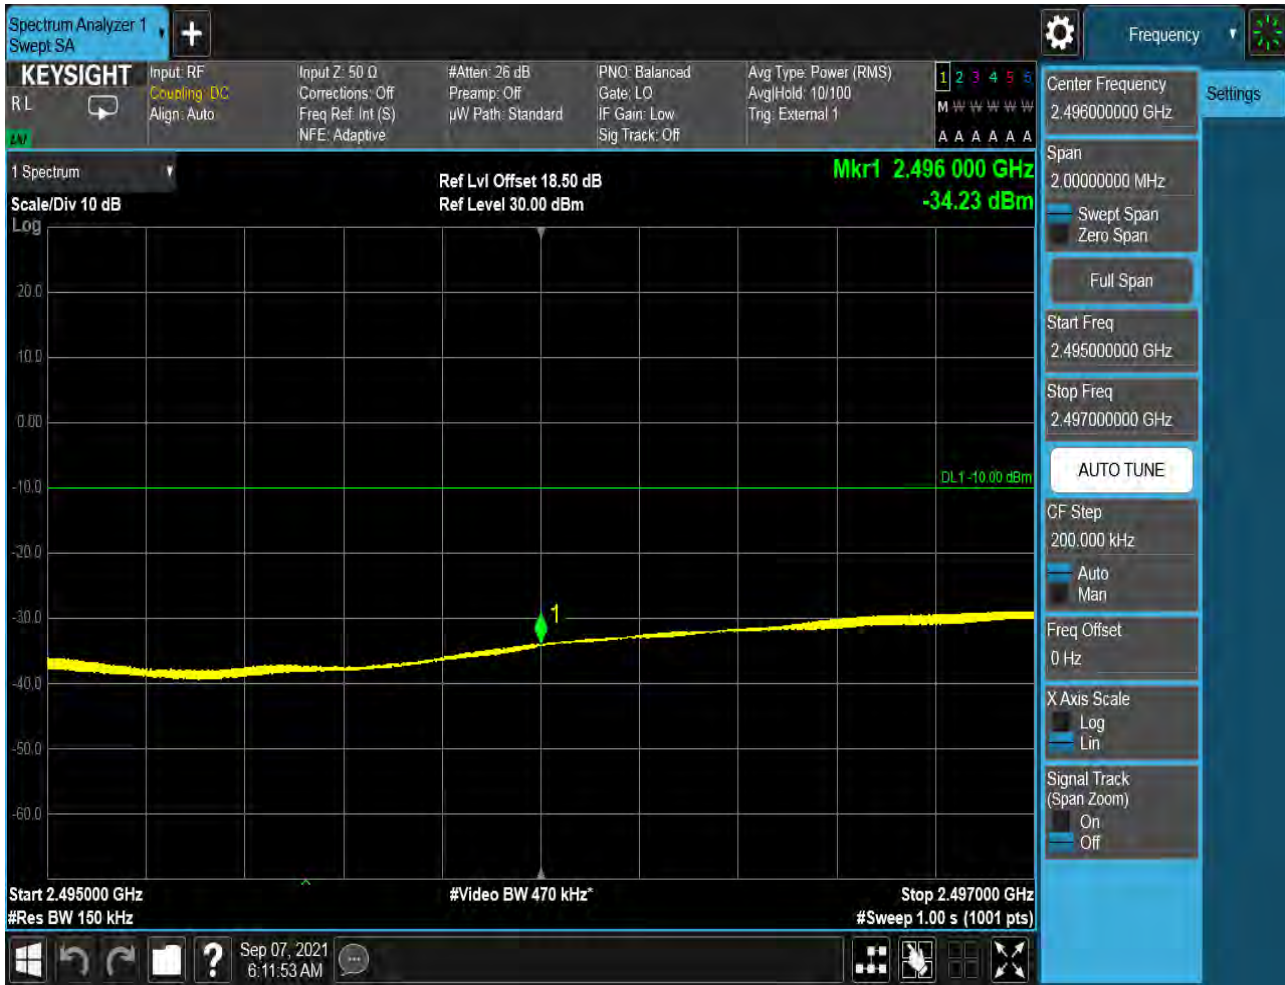 Spectrum Analyzer 1
Swept SA
Frequency
KEYSIGHT
R L
LNI
Input: RF
Coupling: DC
Align: Auto
Input Z: 50 Ω
Corrections: Off
Freq Ref: Int (S)
NFE: Adaptive
#Atten: 26 dB
Preamp: Off
µW Path: Standard
PNO: Balanced
Gate: LO
IF Gain: Low
Sig Track: Off
Avg Type: Power (RMS)
Avg|Hold: 10/100
Trig: External 1
1 2 3 4 5 6
M W W W W W
A A A A A A
1 Spectrum
Scale/Div 10 dB
Log
Ref Lvl Offset 18.50 dB
Ref Level 30.00 dBm
Mkr1 2.496 000 GHz
-34.23 dBm
20.0
10.0
0.00
-10.0
-20.0
-30.0
-40.0
-50.0
-60.0
DL1 -10.00 dBm
1
Start 2.495000 GHz
#Res BW 150 kHz
#Video BW 470 kHz*
Stop 2.497000 GHz
#Sweep 1.00 s (1001 pts)
Center Frequency
2.496000000 GHz
Settings
Span
2.00000000 MHz
Swept Span
Zero Span
Full Span
Start Freq
2.495000000 GHz
Stop Freq
2.497000000 GHz
AUTO TUNE
CF Step
200.000 kHz
Auto
Man
Freq Offset
0 Hz
X Axis Scale
Log
Lin
Signal Track
(Span Zoom)
On
Off
?
Sep 07, 2021
6:11:53 AM